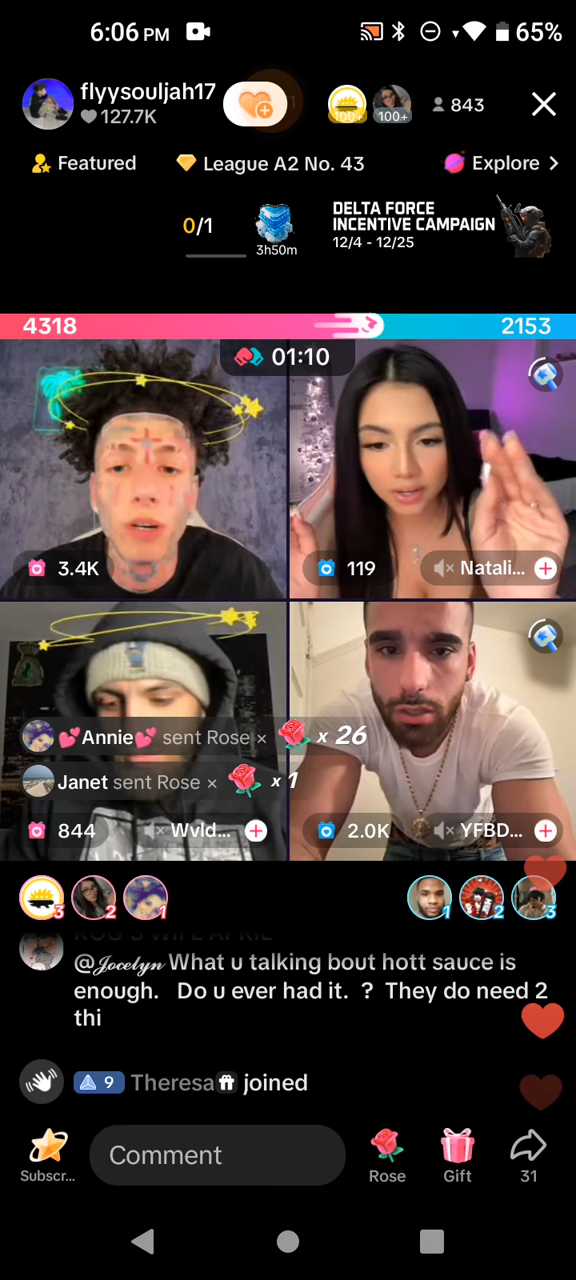 6:06 PM 65%
flyysouljah17
127.7K
100+ 100+ 843
Featured League A2 No. 43 Explore
0/1
3h50m
DELTA FORCE
INCENTIVE CAMPAIGN
12/4 - 12/25
4318 2153
01:10
3.4K
119 Natali...
💕Annie💕 sent Rose × x 26
Janet sent Rose × x 1
844 Wvld...
2.0K YFBD...
3 2 1 1 2 3
@Jocelyn What u talking bout hott sauce is
enough. Do u ever had it. ? They do need 2
thi
9 Theresa joined
Subscr... Comment Rose Gift 31